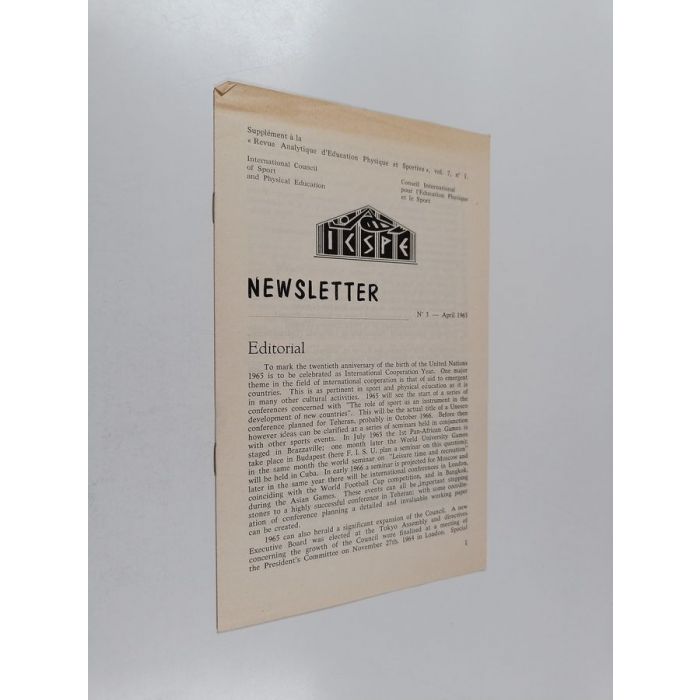 Supplément à la
« Revue Analytique d'Education Physique et Sportive », vol. 7, n° 1.
International Council
of Sport
and Physical Education
Conseil International
pour l'Education Physique
et le Sport
ICSPE
NEWSLETTER
N° 3 — April 1965
Editorial
To mark the twentieth anniversary of the birth of the United Nations
1965 is to be celebrated as International Cooperation Year. One major
theme in the field of international cooperation is that of aid to emergent
countries. This is as pertinent in sport and physical education as it is
in many other cultural activities. 1965 will see the start of a series of
conferences concerned with "The role of sport as an instrument in the
development of new countries". This will be the actual title of a Unesco
conference planned for Teheran, probably in October 1966. Before then
however ideas can be clarified at a series of seminars held in conjunction
with other sports events. In July 1965 the 1st Pan-African Games is
staged in Brazzaville; one month later the World University Games
take place in Budapest (here F. I. S. U. plan a seminar on this question);
in the same month the world seminar on "Leisure time and recreation"
will be held in Cuba. In early 1966 a seminar is projected for Moscow and
later in the same year there will be international conferences in London,
coinciding with the World Football Cup competition, and in Bangkok,
during the Asian Games. These events can all be important stepping
stones to a highly successful conference in Teheran: with some coordin-
ation of conference planning a detailed and invaluable working paper
can be created.
1965 can also herald a significant expansion of the Council. A new
Executive Board was elected at the Tokyo Assembly and directives
concerning the growth of the Council were finalised at a meeting of
the President's Committee on November 27th, 1964 in London. Special
1